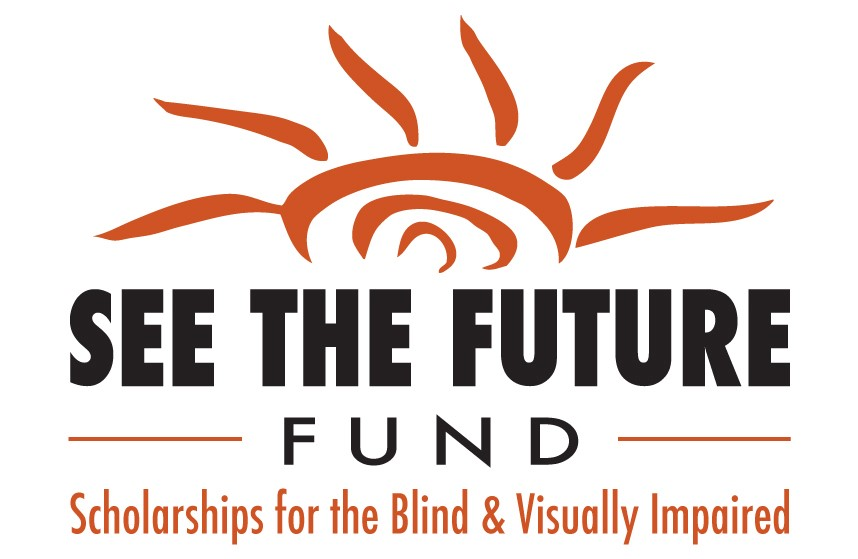 SEE THE FUTURE
FUND
Scholarships for the Blind & Visually Impaired